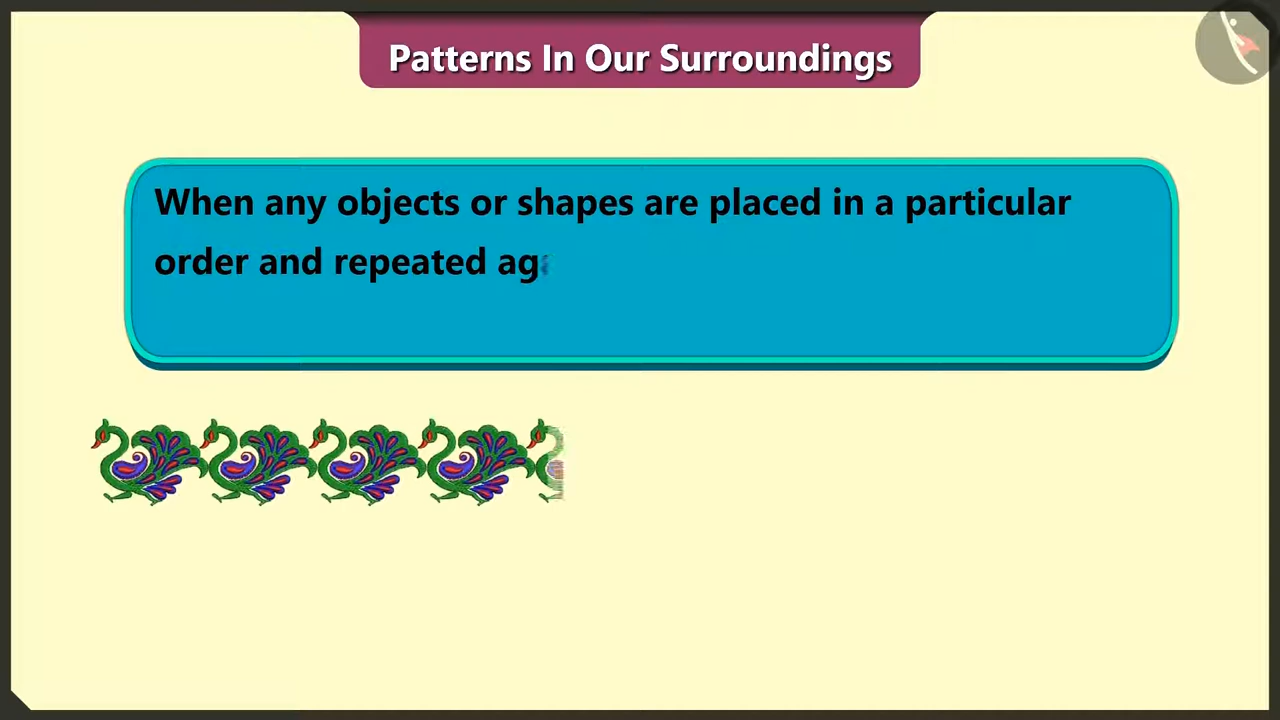 Patterns In Our Surroundings
When any objects or shapes are placed in a particular
order and repeated ag